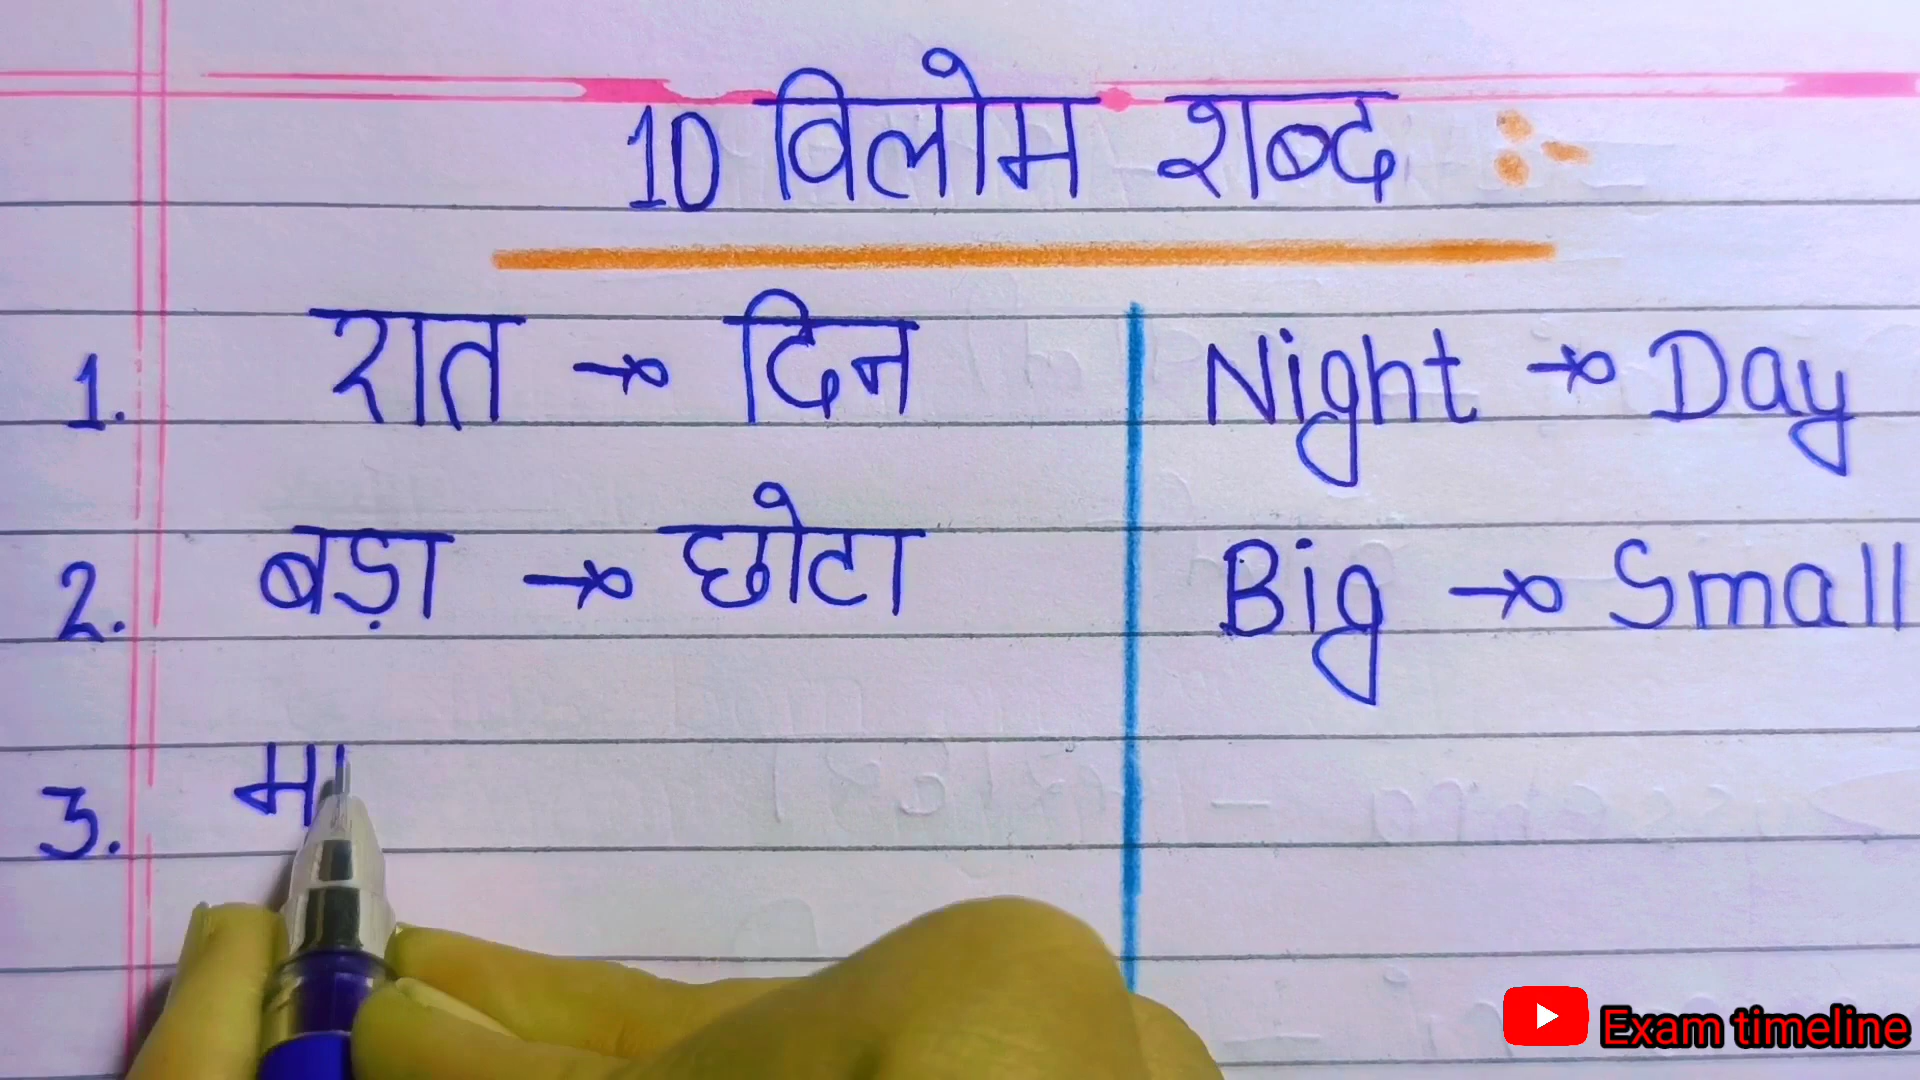 10 विलोम शब्द :-
1. रात → दिन Night → Day
2. बड़ा → छोटा Big → Small
3. मा
Exam timeline